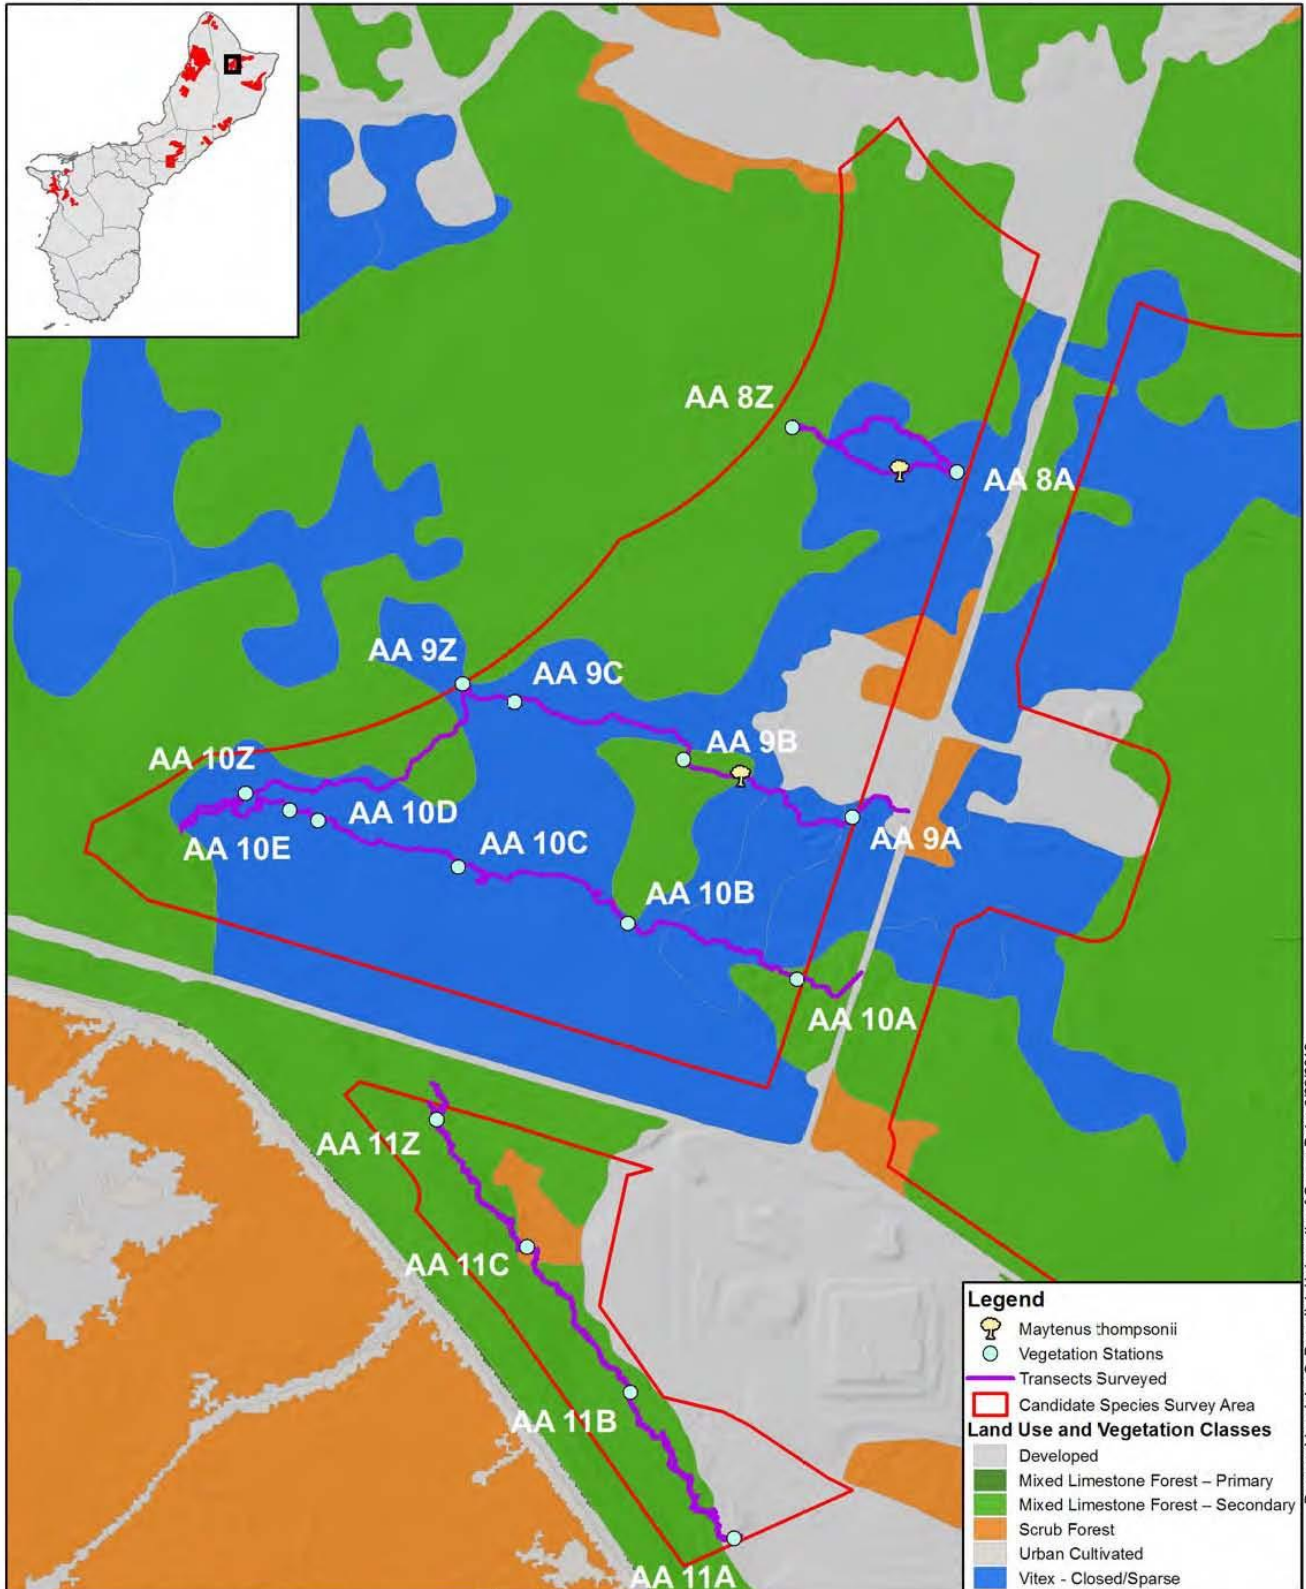 AA 8Z
AA 8A
AA 9Z
AA 9C
AA 9B
AA 10Z
AA 10D
AA 9A
AA 10E
AA 10C
AA 10B
AA 10A
AA 11Z
AA 11C
AA 11B
AA 11A
Legend
Maytenus thompsonii
Vegetation Stations
Transects Surveyed
Candidate Species Survey Area
Land Use and Vegetation Classes
Developed
Mixed Limestone Forest – Primary
Mixed Limestone Forest – Secondary
Scrub Forest
Urban Cultivated
Vitex - Closed/Sparse